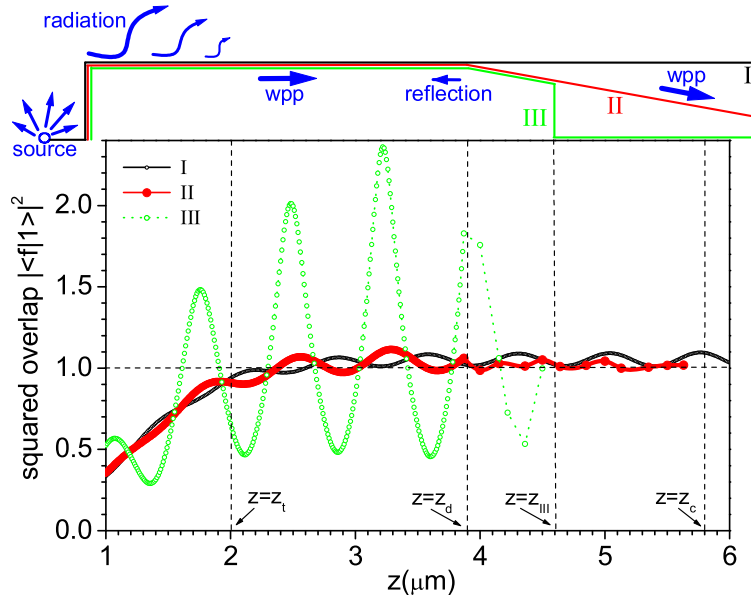 radiation
I
wpp
reflection
wpp
III
II
source
I
II
III
squared overlap |<f|1>|²
2.0
1.5
1.0
0.5
0.0
z=z_t
z=z_d
z=z_III
z=z_c
1 2 3 4 5 6
z(μm)